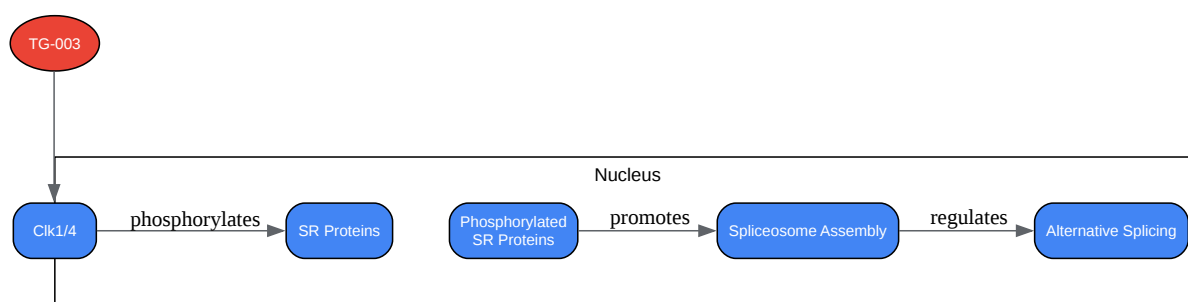 TG-003
Nucleus
Clk1/4
phosphorylates
SR Proteins
Phosphorylated
SR Proteins
promotes
Spliceosome Assembly
regulates
Alternative Splicing